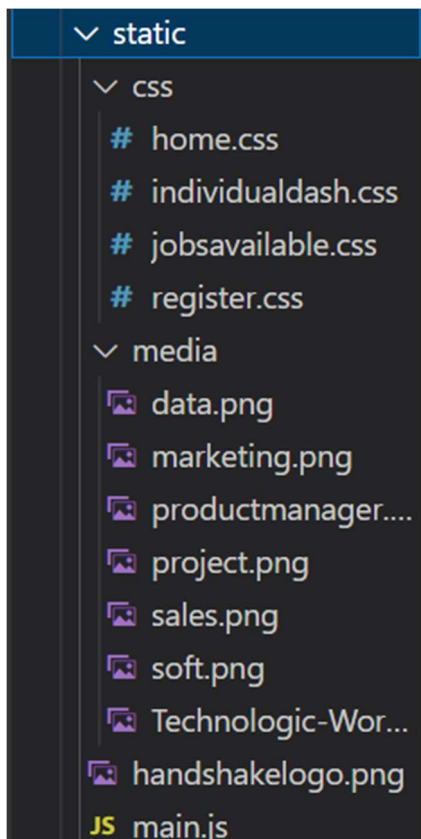 static
css
# home.css
# individualdash.css
# jobsavailable.css
# register.css
media
data.png
marketing.png
productmanager....
project.png
sales.png
soft.png
Technologic-Wor...
handshakelogo.png
JS main.js